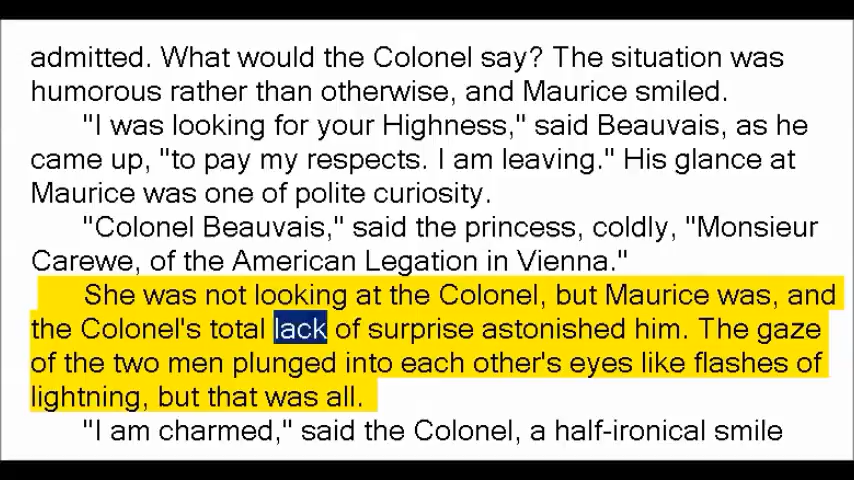 admitted. What would the Colonel say? The situation was
humorous rather than otherwise, and Maurice smiled.
"I was looking for your Highness," said Beauvais, as he
came up, "to pay my respects. I am leaving." His glance at
Maurice was one of polite curiosity.
"Colonel Beauvais," said the princess, coldly, "Monsieur
Carewe, of the American Legation in Vienna."
She was not looking at the Colonel, but Maurice was, and
the Colonel's total lack of surprise astonished him. The gaze
of the two men plunged into each other's eyes like flashes of
lightning, but that was all.
"I am charmed," said the Colonel, a half-ironical smile